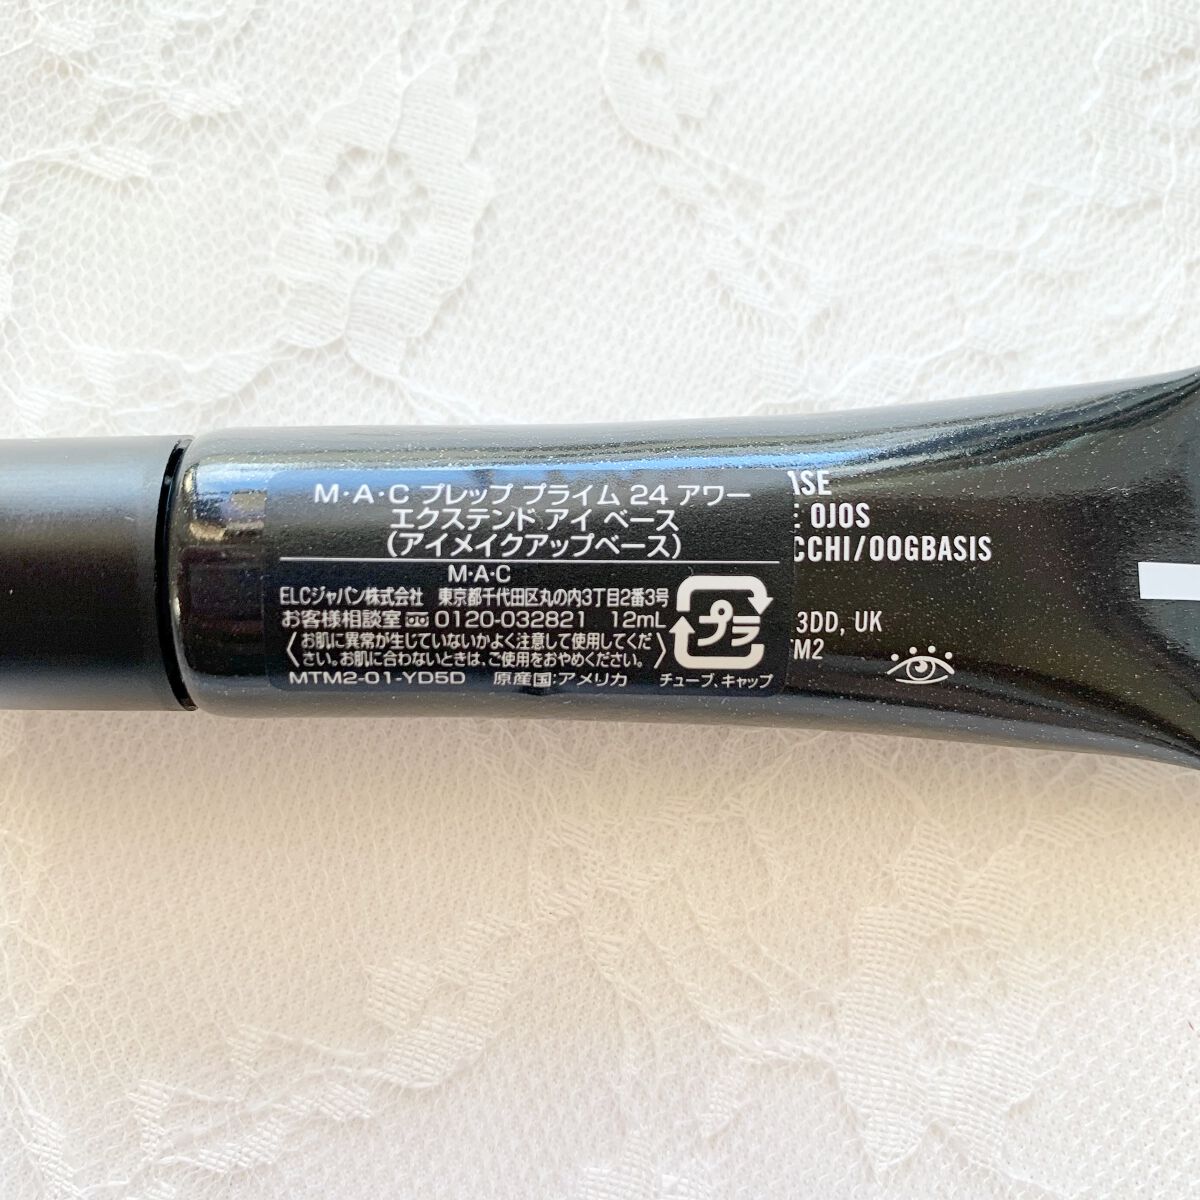 M・A・C プレップ プライム 24 アワー
エクステンド アイ ベース
(アイメイクアップベース)
M・A・C
ELCジャパン株式会社 東京都千代田区丸の内3丁目2番3号
お客様相談室 0120-032821 12mL
〈お肌に異常が生じていないかよく注意して使用してくだ
さい。お肌に合わないときは、ご使用をおやめください。〉
MTM2-01-YD5D 原産国:アメリカ
プラ
チューブ、キャップ
OJOS
CCHI/OOGBASIS
3DD, UK